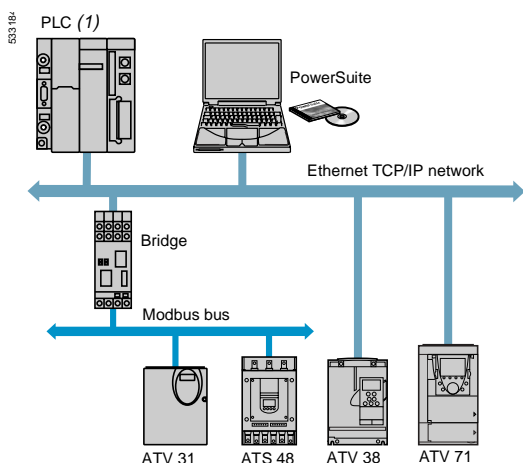 533184
PLC (1)
PowerSuite
Ethernet TCP/IP network
Bridge
Modbus bus
ATV 31
ATS 48
ATV 38
ATV 71